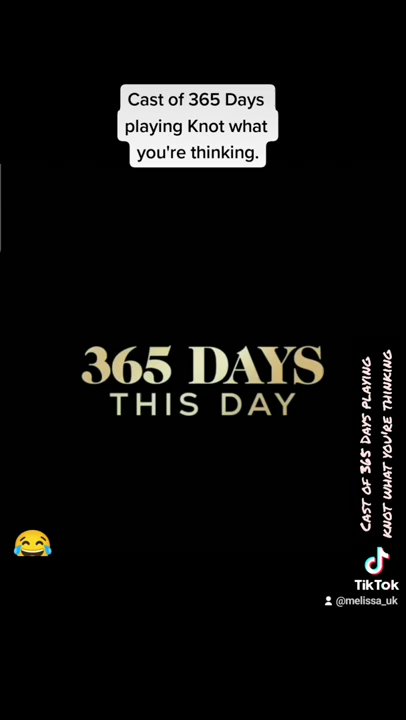 Cast of 365 Days
playing Knot what
you're thinking.
365 DAYS
THIS DAY
Cast of 365 Days playing
knot what you're thinking
TikTok
@melissa_uk